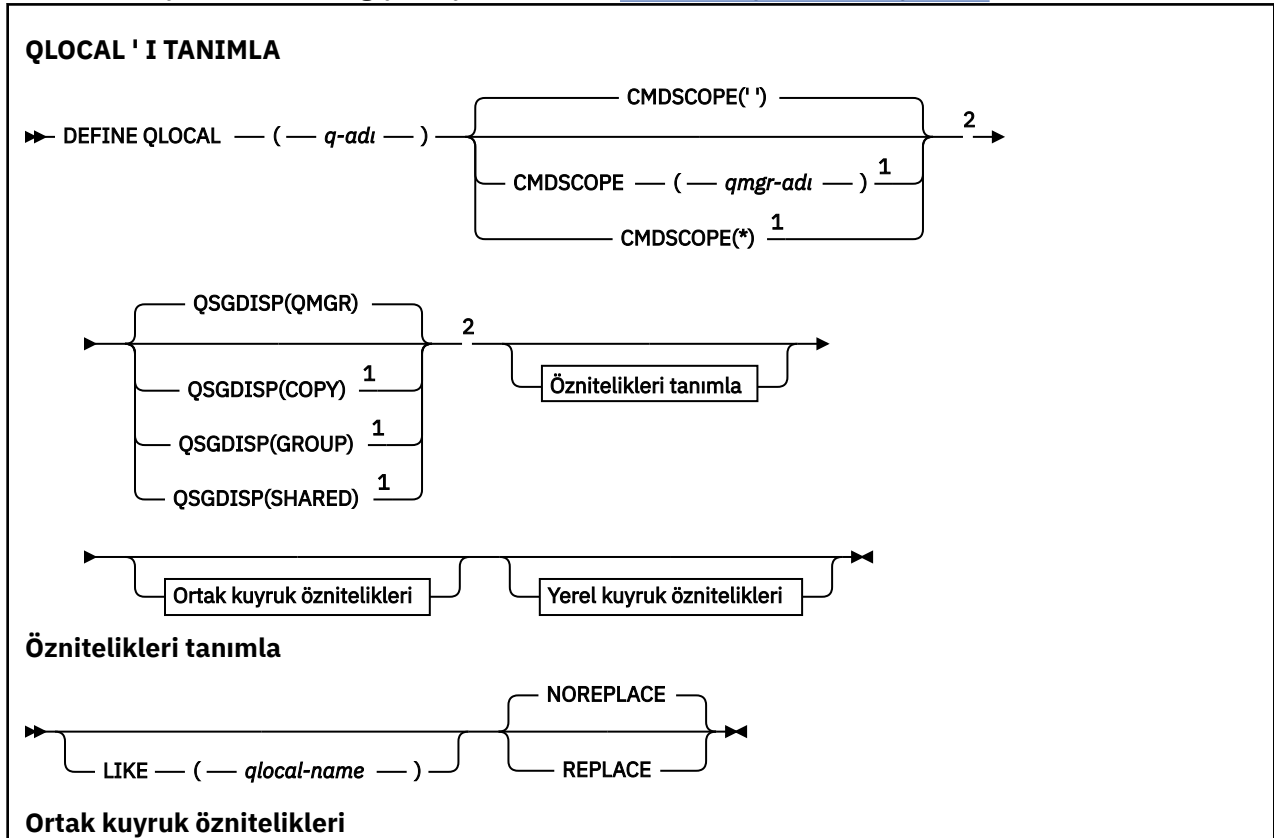 QLOCAL ' I TANIMLA
CMDSCOPE(' ')
DEFINE QLOCAL ( q-adı ) 2
CMDSCOPE ( qmgr-adı ) 1
CMDSCOPE(*) 1
QSGDISP(QMGR)
2
QSGDISP(COPY) 1
Öznitelikleri tanımla
QSGDISP(GROUP) 1
QSGDISP(SHARED) 1
Ortak kuyruk öznitelikleri Yerel kuyruk öznitelikleri
Öznitelikleri tanımla
NOREPLACE
LIKE ( qlocal-name ) REPLACE
Ortak kuyruk öznitelikleri